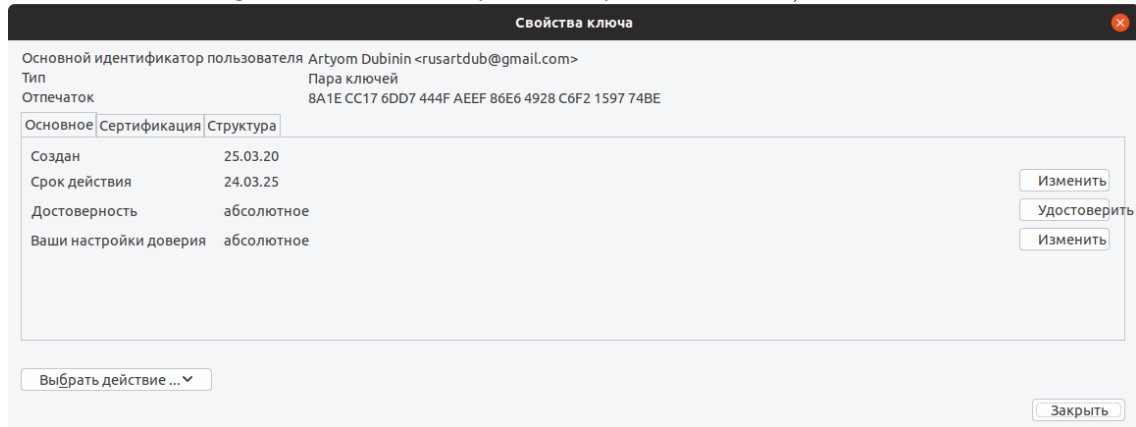 Свойства ключа
Основной идентификатор пользователя Artyom Dubinin <rusartdub@gmail.com>
Тип Пара ключей
Отпечаток 8A1E CC17 6DD7 444F AEEF 86E6 4928 C6F2 1597 74BE
Основное Сертификация Структура
Создан 25.03.20
Срок действия 24.03.25 Изменить
Достоверность абсолютное Удостоверить
Ваши настройки доверия абсолютное Изменить
Выбрать действие ...
Закрыть